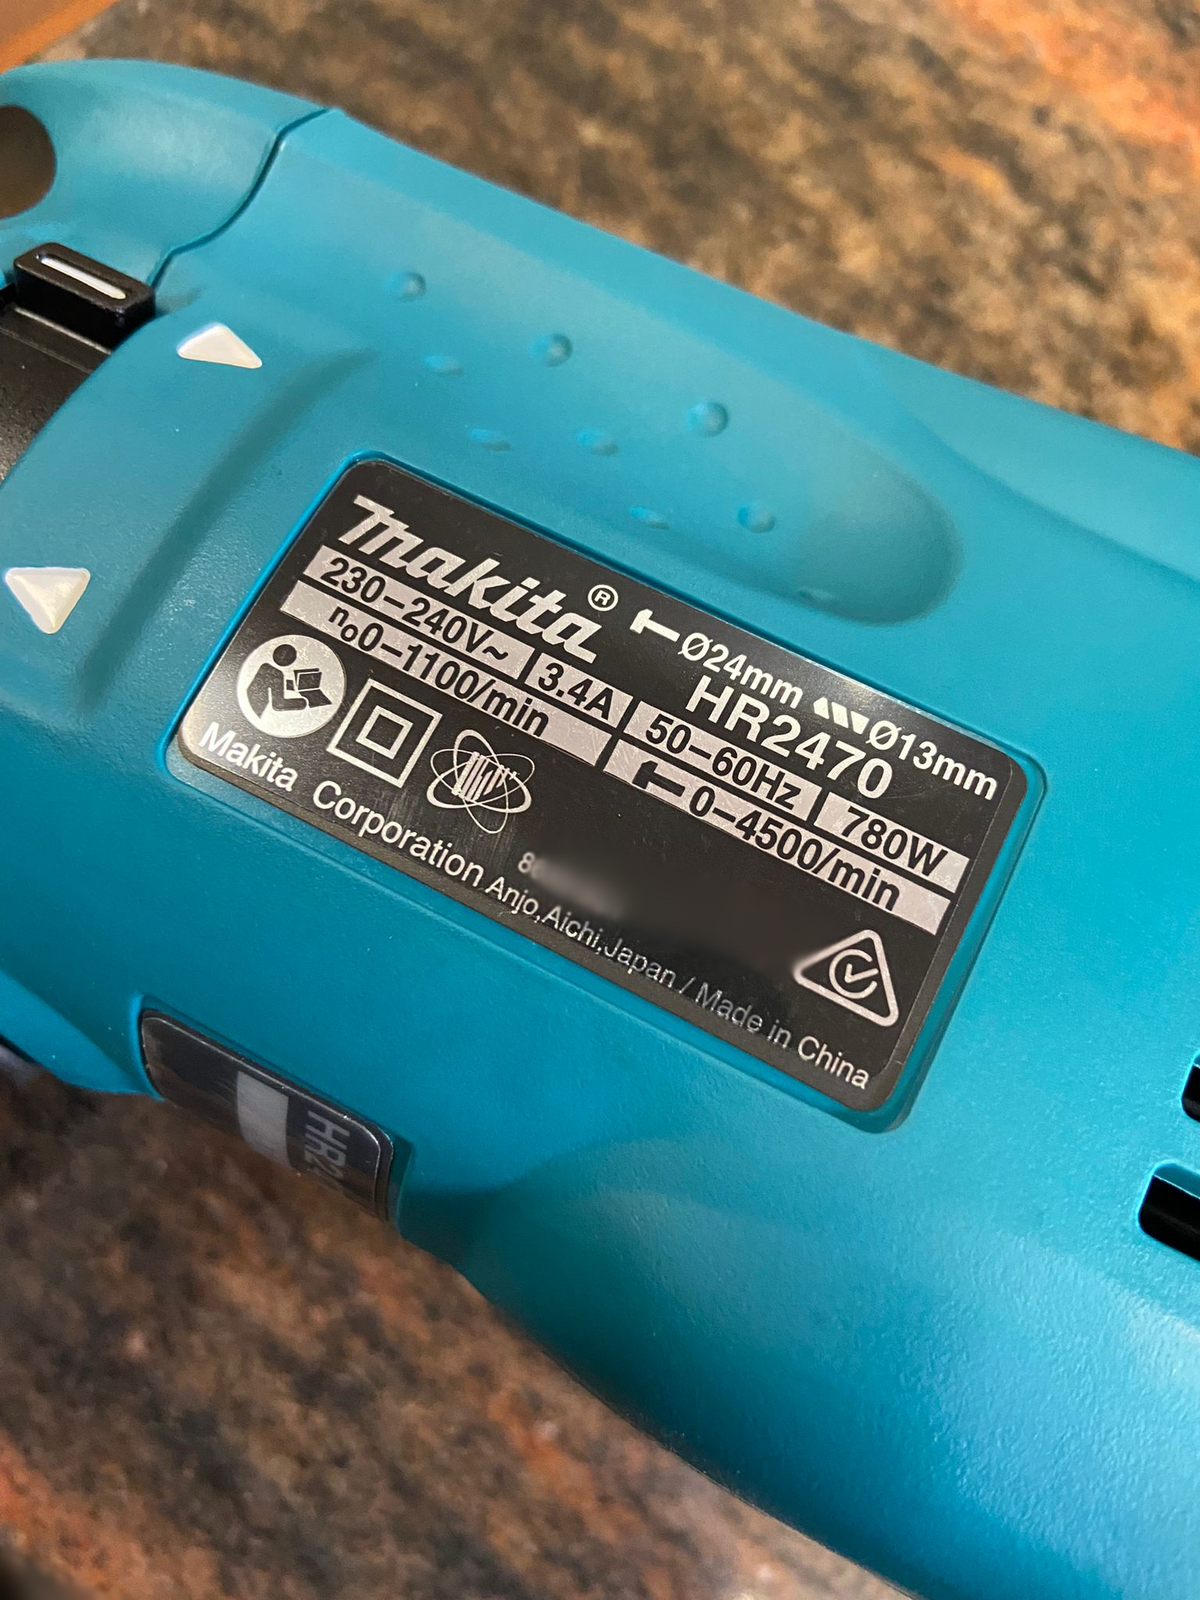 Makita®
Ø24mm Ø13mm
HR2470
230–240V~ 3.4A 50–60Hz 780W
n₀0–1100/min 0–4500/min
Makita Corporation Anjo,Aichi,Japan / Made in China